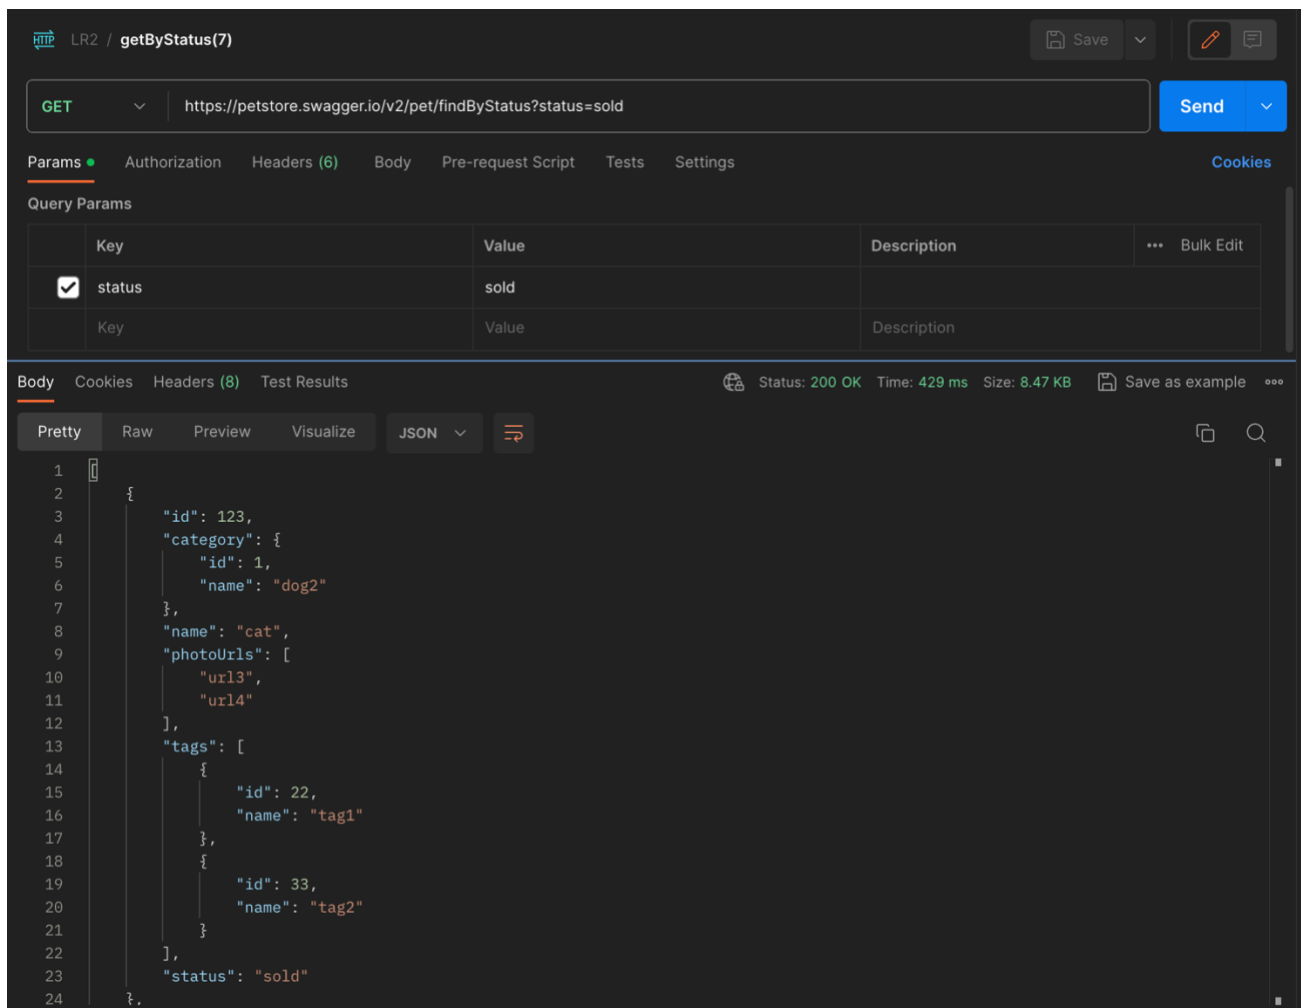 HTTP LR2 / getByStatus(7) Save
GET https://petstore.swagger.io/v2/pet/findByStatus?status=sold Send
Params Authorization Headers (6) Body Pre-request Script Tests Settings Cookies
Query Params
Key Value Description ••• Bulk Edit
status sold
Key Value Description
Body Cookies Headers (8) Test Results Status: 200 OK Time: 429 ms Size: 8.47 KB Save as example
Pretty Raw Preview Visualize JSON
1 [
2 {
3 "id": 123,
4 "category": {
5 "id": 1,
6 "name": "dog2"
7 },
8 "name": "cat",
9 "photoUrls": [
10 "url3",
11 "url4"
12 ],
13 "tags": [
14 {
15 "id": 22,
16 "name": "tag1"
17 },
18 {
19 "id": 33,
20 "name": "tag2"
21 }
22 ],
23 "status": "sold"
24 },